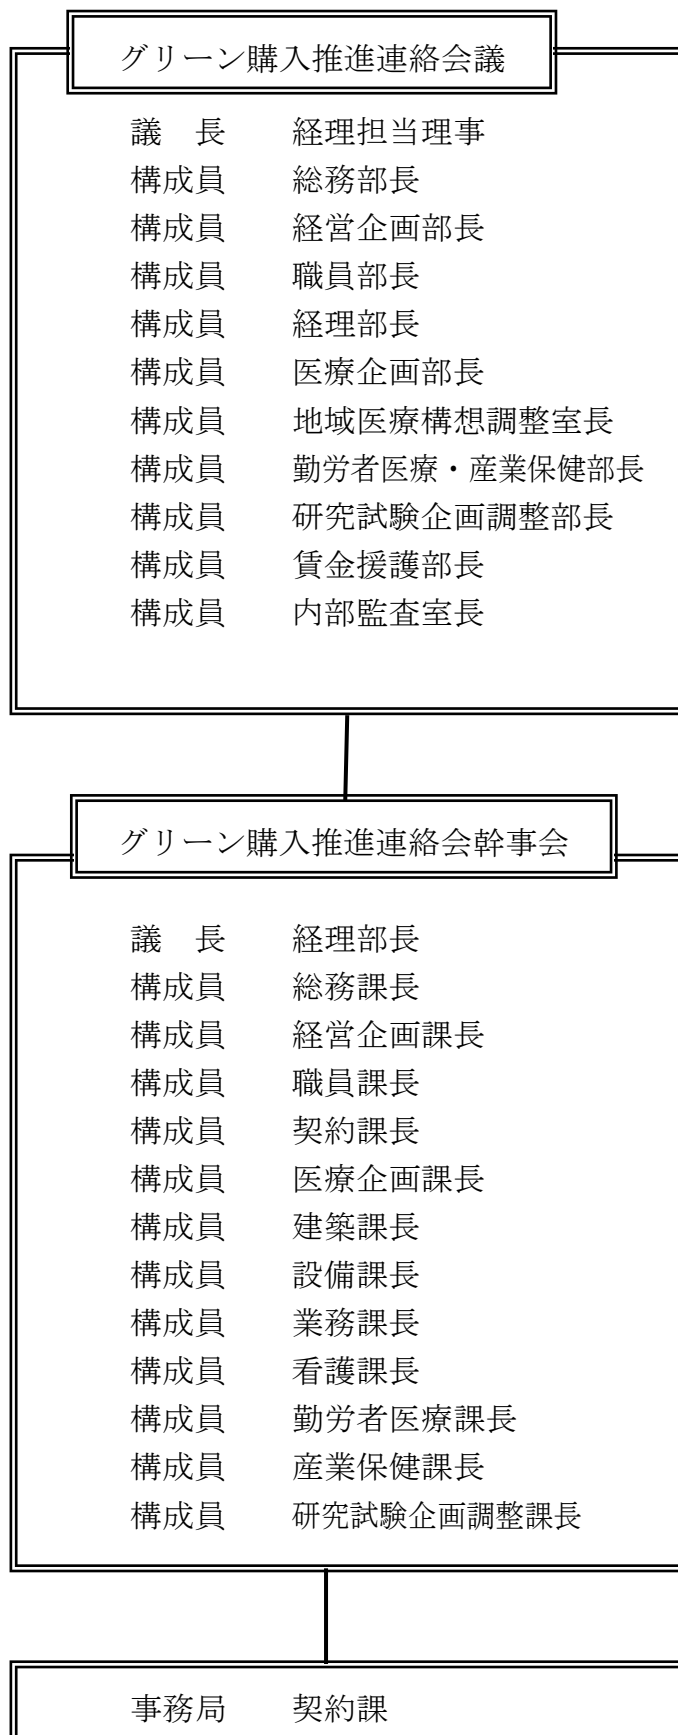 グリーン購入推進連絡会議
議　長　　経理担当理事
構成員　　総務部長
構成員　　経営企画部長
構成員　　職員部長
構成員　　経理部長
構成員　　医療企画部長
構成員　　地域医療構想調整室長
構成員　　勤労者医療・産業保健部長
構成員　　研究試験企画調整部長
構成員　　賃金援護部長
構成員　　内部監査室長
グリーン購入推進連絡会幹事会
議　長　　経理部長
構成員　　総務課長
構成員　　経営企画課長
構成員　　職員課長
構成員　　契約課長
構成員　　医療企画課長
構成員　　建築課長
構成員　　設備課長
構成員　　業務課長
構成員　　看護課長
構成員　　勤労者医療課長
構成員　　産業保健課長
構成員　　研究試験企画調整課長
事務局　　契約課